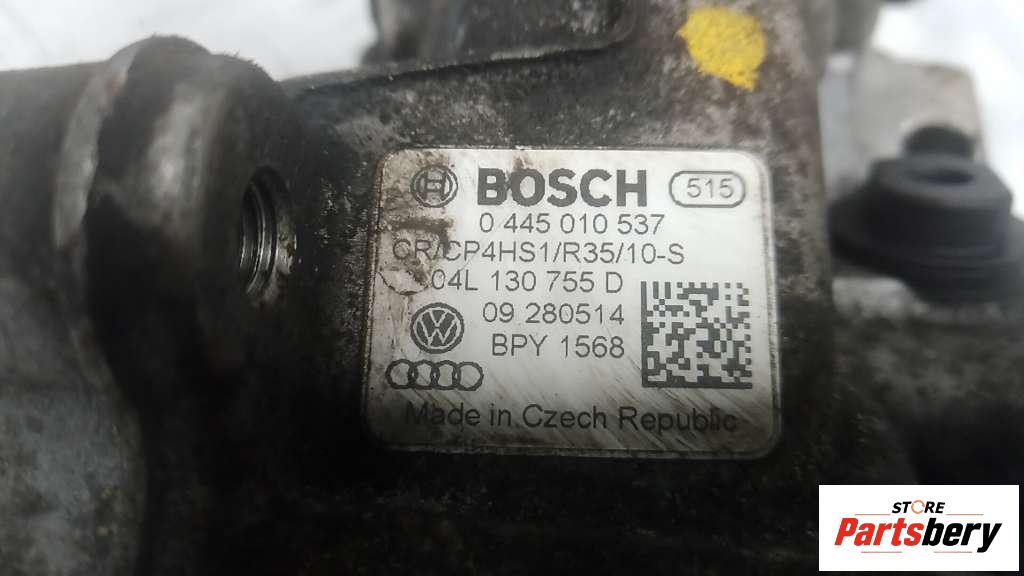 BOSCH 515
0 445 010 537
CR/CP4HS1/R35/10-S
04L 130 755 D
09 280514
BPY 1568
Made in Czech Republic
STORE
Partsbery